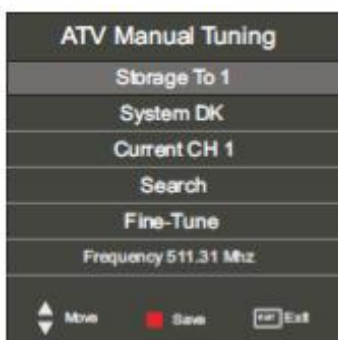 ATV Manual Tuning
Storage To 1
System DK
Current CH 1
Search
Fine-Tune
Frequency 511.31 Mhz
Move Save EXIT Exit